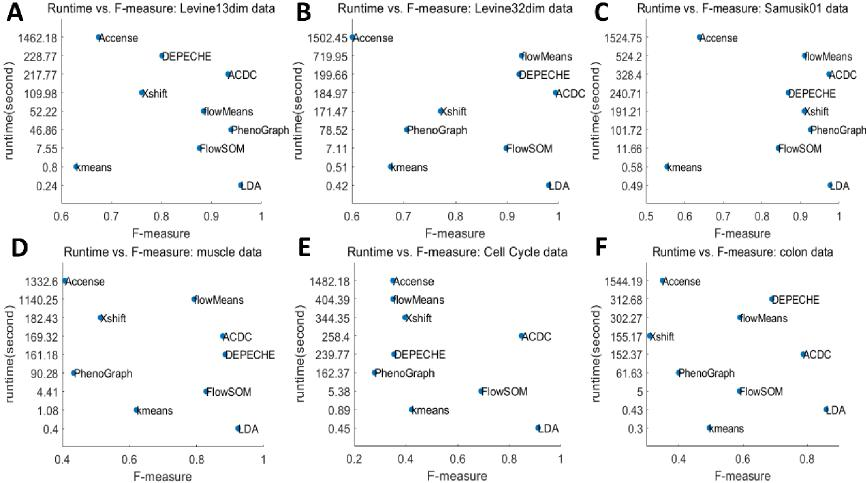 A
Runtime vs. F-measure: Levine13dim data
runtime(second)
1462.18
228.77
217.77
109.98
52.22
46.86
7.55
0.8
0.24
Accense
DEPECHE
ACDC
Xshift
flowMeans
PhenoGraph
FlowSOM
kmeans
LDA
0.6 0.7 0.8 0.9 1
F-measure
B
Runtime vs. F-measure: Levine32dim data
runtime(second)
1502.45
719.95
199.66
184.97
171.47
78.52
7.11
0.51
0.42
Accense
flowMeans
DEPECHE
ACDC
Xshift
PhenoGraph
FlowSOM
kmeans
LDA
0.6 0.7 0.8 0.9 1
F-measure
C
Runtime vs. F-measure: Samusik01 data
runtime(second)
1524.75
524.2
328.4
240.71
191.21
101.72
11.66
0.58
0.49
Accense
flowMeans
ACDC
DEPECHE
Xshift
PhenoGraph
FlowSOM
kmeans
LDA
0.5 0.6 0.7 0.8 0.9 1
F-measure
D
Runtime vs. F-measure: muscle data
runtime(second)
1332.6
1140.25
182.43
169.32
161.18
90.28
4.41
1.08
0.4
Accense
flowMeans
Xshift
ACDC
DEPECHE
PhenoGraph
FlowSOM
kmeans
LDA
0.4 0.6 0.8 1
F-measure
E
Runtime vs. F-measure: Cell Cycle data
runtime(second)
1482.18
404.39
344.35
258.4
239.77
162.37
5.38
0.89
0.45
Accense
flowMeans
Xshift
ACDC
DEPECHE
PhenoGraph
FlowSOM
kmeans
LDA
0.2 0.4 0.6 0.8 1
F-measure
F
Runtime vs. F-measure: colon data
runtime(second)
1544.19
312.68
302.27
155.17
152.37
61.63
5
0.43
0.3
Accense
DEPECHE
flowMeans
Xshift
ACDC
PhenoGraph
FlowSOM
LDA
kmeans
0.4 0.6 0.8
F-measure